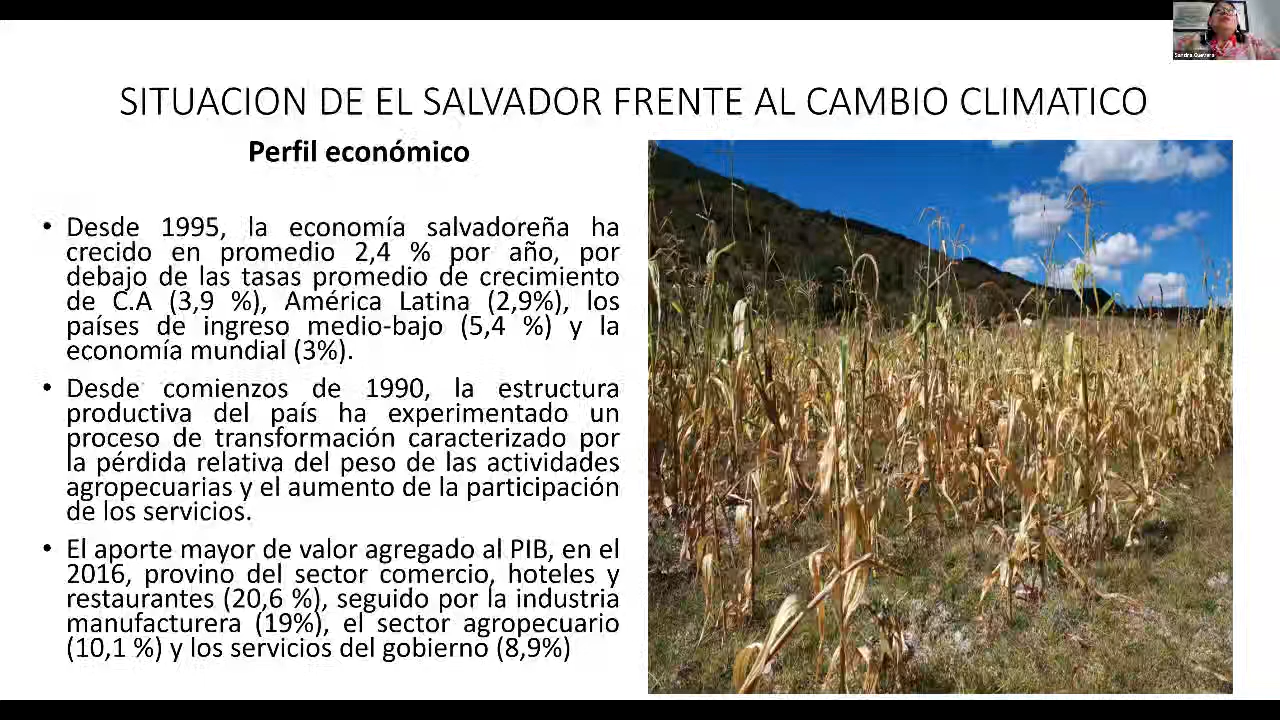 Sandra Guerrero
SITUACION DE EL SALVADOR FRENTE AL CAMBIO CLIMATICO
Perfil económico
• Desde 1995, la economía salvadoreña ha
crecido en promedio 2,4 % por año, por
debajo de las tasas promedio de crecimiento
de C.A (3,9 %), América Latina (2,9%), los
países de ingreso medio-bajo (5,4 %) y la
economía mundial (3%).
• Desde comienzos de 1990, la estructura
productiva del país ha experimentado un
proceso de transformación caracterizado por
la pérdida relativa del peso de las actividades
agropecuarias y el aumento de la participación
de los servicios.
• El aporte mayor de valor agregado al PIB, en el
2016, provino del sector comercio, hoteles y
restaurantes (20,6 %), seguido por la industria
manufacturera (19%), el sector agropecuario
(10,1 %) y los servicios del gobierno (8,9%)